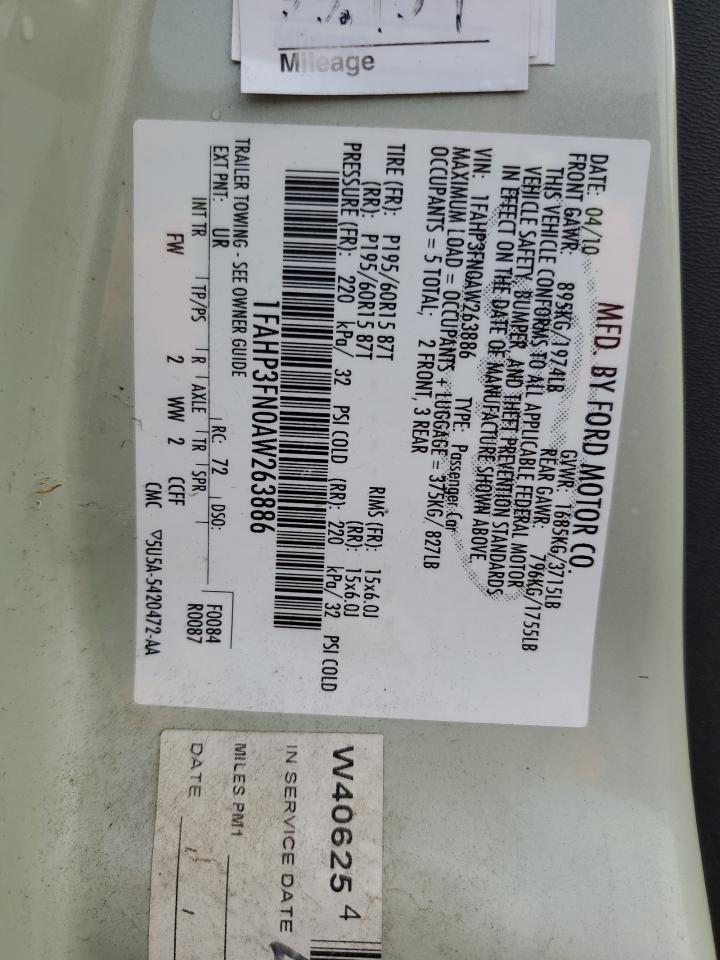 Mileage
Mileage
MFD. BY FORD MOTOR CO.
DATE: 04/10 GVWR: 1685KG/3715LB
FRONT GAWR: 895KG/1974LB REAR GAWR: 796KG/1755LB
THIS VEHICLE CONFORMS TO ALL APPLICABLE FEDERAL MOTOR
VEHICLE SAFETY, BUMPER, AND THEFT PREVENTION STANDARDS
IN EFFECT ON THE DATE OF MANUFACTURE SHOWN ABOVE.
VIN: 1FAHP3FN0AW263886 TYPE: Passenger Car
MAXIMUM LOAD = OCCUPANTS + LUGGAGE = 375KG/827LB
OCCUPANTS = 5 TOTAL; 2 FRONT, 3 REAR
TIRE (FR): P195/60R15 87T RIMS (FR): 15x6.0J
(RR): P195/60R15 87T (RR): 15x6.0J
PRESSURE (FR): 220 kPa/ 32 PSI COLD (RR): 220 kPa/ 32 PSI COLD
1FAHP3FN0AW263886
TRAILER TOWING - SEE OWNER GUIDE
EXT PNT: UR RC: 72 DSO: F0084
INT TR TP/PS R AXLE TR SPR R0087
FW 2 WW 2 CCFF
CMC ▽5U5A-5420472-AA
W40625 4
IN SERVICE DATE
MILES PM1
DATE